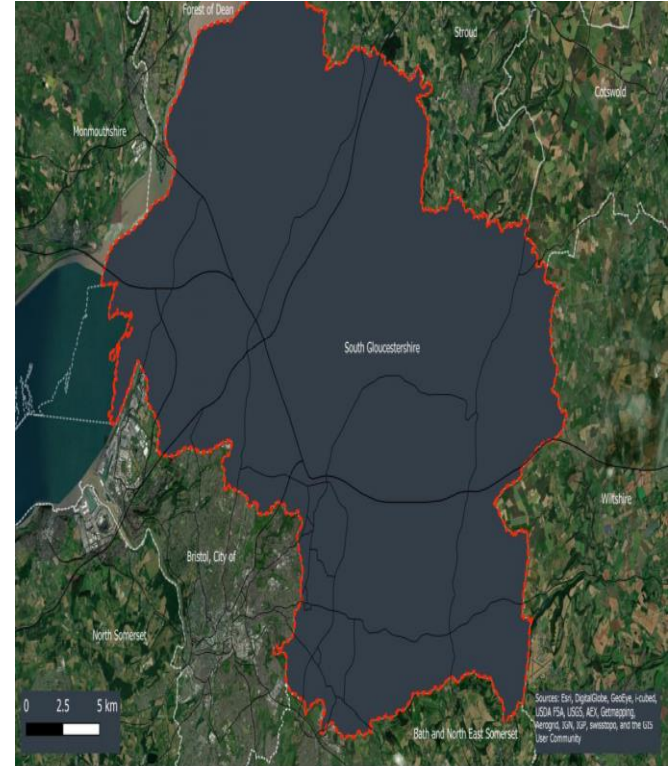 Forest of Dean
Stroud
Cotswold
Monmouthshire
South Gloucestershire
Wiltshire
Bristol, City of
North Somerset
Bath and North East Somerset
0 2.5 5 km
Sources: Esri, DigitalGlobe, GeoEye, i-cubed,
USDA FSA, USGS, AEX, Getmapping,
Aerogrid, IGN, IGP, swisstopo, and the GIS
User Community